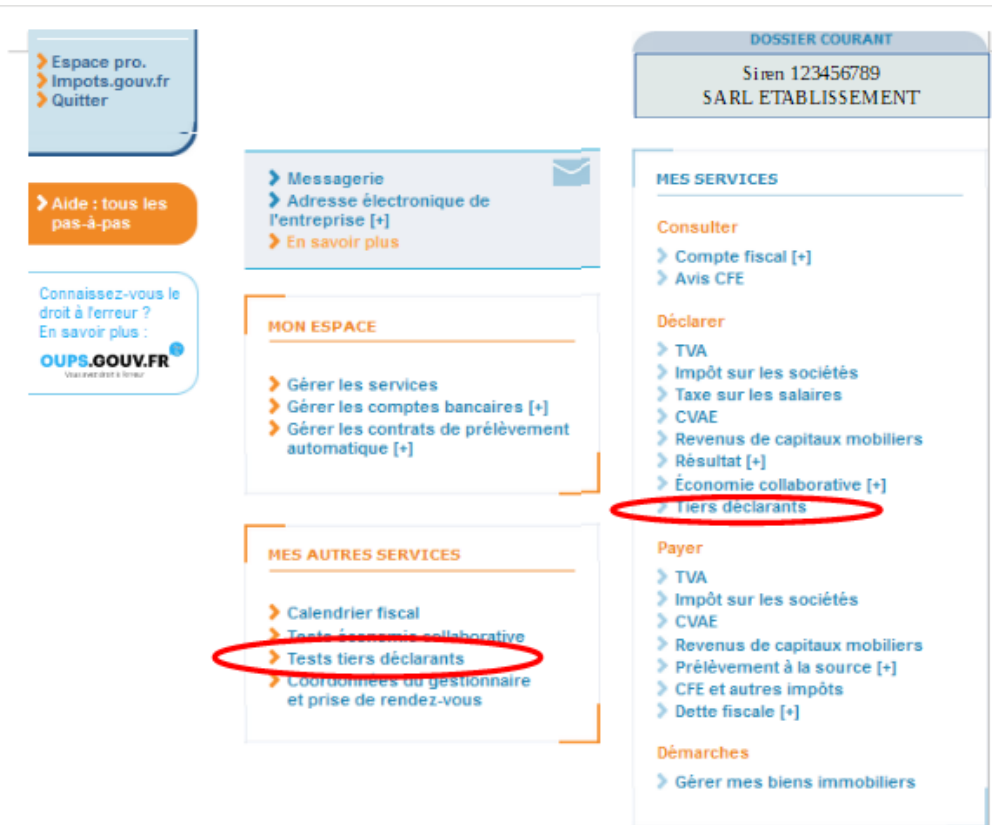 Espace pro.
Impots.gouv.fr
Quitter
Aide : tous les
pas-à-pas
Connaissez-vous le
droit à l'erreur ?
En savoir plus :
OUPS.GOUV.FR
Vous avez droit à l'erreur
Messagerie
Adresse électronique de
l'entreprise [+]
En savoir plus
MON ESPACE
Gérer les services
Gérer les comptes bancaires [+]
Gérer les contrats de prélèvement
automatique [+]
MES AUTRES SERVICES
Calendrier fiscal
Tests économie collaborative
Tests tiers déclarants
Coordonnées du gestionnaire
et prise de rendez-vous
DOSSIER COURANT
Siren 123456789
SARL ETABLISSEMENT
MES SERVICES
Consulter
Compte fiscal [+]
Avis CFE
Déclarer
TVA
Impôt sur les sociétés
Taxe sur les salaires
CVAE
Revenus de capitaux mobiliers
Résultat [+]
Économie collaborative [+]
Tiers déclarants
Payer
TVA
Impôt sur les sociétés
CVAE
Revenus de capitaux mobiliers
Prélèvement à la source [+]
CFE et autres impôts
Dette fiscale [+]
Démarches
Gérer mes biens immobiliers